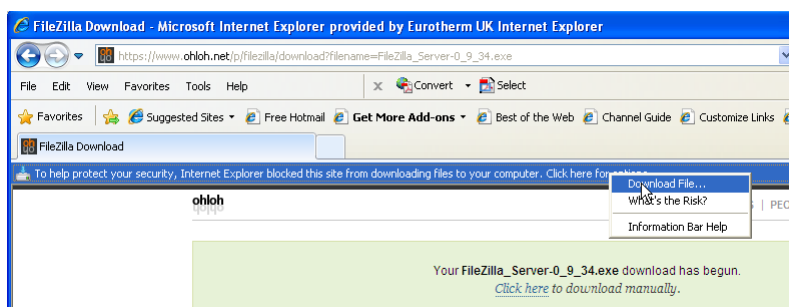 FileZilla Download - Microsoft Internet Explorer provided by Eurotherm UK Internet Explorer
https://www.ohloh.net/p/filezilla/download?filename=FileZilla_Server-0_9_34.exe
File Edit View Favorites Tools Help x Convert Select
Favorites Suggested Sites Free Hotmail Get More Add-ons Best of the Web Channel Guide Customize Links
FileZilla Download
To help protect your security, Internet Explorer blocked this site from downloading files to your computer. Click here for options...
Download File...
What's the Risk?
Information Bar Help
ohloh
| PEO
Your FileZilla_Server-0_9_34.exe download has begun.
Click here to download manually.